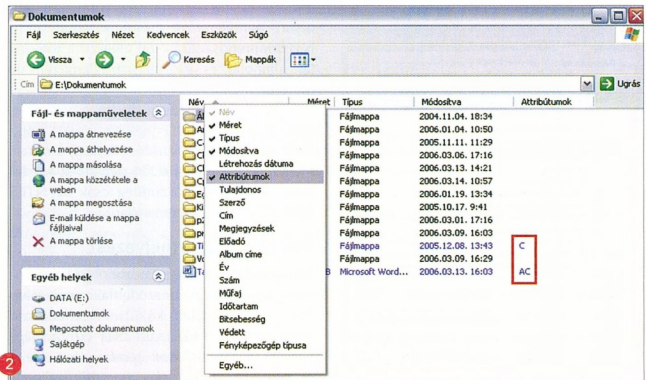 Dokumentumok
Fájl Szerkesztés Nézet Kedvencek Eszközök Súgó
Vissza Keresés Mappák
Cím E:\Dokumentumok Ugrás
Fájl- és mappaműveletek
A mappa átnevezése
A mappa áthelyezése
A mappa másolása
A mappa közzététele a
weben
A mappa megosztása
E-mail küldése a mappa
fájljaival
A mappa törlése
Egyéb helyek
DATA (E:)
Dokumentumok
Megosztott dokumentumok
Sajátgép
Hálózati helyek
2
Név Méret Típus Módosítva Attribútumok
Fájlmappa 2004.11.04. 18:34
Fájlmappa 2006.01.04. 10:50
Fájlmappa 2005.11.11. 11:29
Fájlmappa 2006.03.06. 17:16
Fájlmappa 2006.03.13. 14:21
Fájlmappa 2006.03.14. 10:57
Fájlmappa 2006.01.19. 13:34
Fájlmappa 2005.10.17. 9:41
Fájlmappa 2006.03.01. 17:16
Fájlmappa 2006.03.09. 16:03
Fájlmappa 2005.12.08. 13:43 C
Fájlmappa 2006.03.09. 16:29
Microsoft Word... 2006.03.13. 16:03 AC
Név
Méret
Típus
Módosítva
Létrehozás dátuma
Attribútumok
Tulajdonos
Szerző
Cím
Megjegyzések
Előadó
Album címe
Év
Szám
Műfaj
Időtartam
Bitsebesség
Védett
Fényképezőgép típusa
Egyéb...